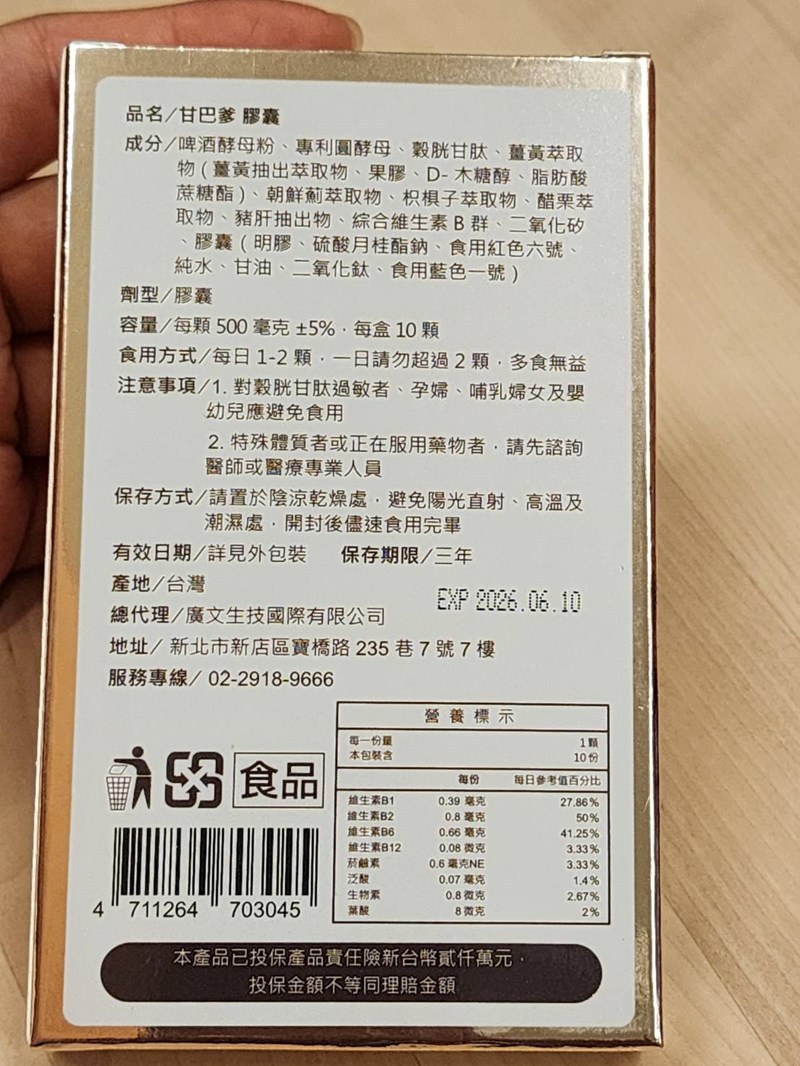 品名/甘巴爹 膠囊
成分/啤酒酵母粉、專利圓酵母、穀胱甘肽、薑黃萃取
物(薑黃抽出萃取物、果膠、D-木糖醇、脂肪酸
蔗糖酯)、朝鮮薊萃取物、枳椇子萃取物、醋栗萃
取物、豬肝抽出物、綜合維生素B群、二氧化矽
、膠囊(明膠、硫酸月桂酯鈉、食用紅色六號、
純水、甘油、二氧化鈦、食用藍色一號)
劑型/膠囊
容量/每顆 500 毫克 ±5%,每盒 10 顆
食用方式/每日 1-2 顆,一日請勿超過 2 顆,多食無益
注意事項/1. 對穀胱甘肽過敏者、孕婦、哺乳婦女及嬰
幼兒應避免食用
2. 特殊體質者或正在服用藥物者,請先諮詢
醫師或醫療專業人員
保存方式/請置於陰涼乾燥處,避免陽光直射、高溫及
潮濕處,開封後儘速食用完畢
有效日期/詳見外包裝 保存期限/三年
產地/台灣
EXP 2026.06.10
總代理/廣文生技國際有限公司
地址/ 新北市新店區寶橋路 235 巷 7 號 7 樓
服務專線/ 02-2918-9666
營養標示
每一份量 1顆
本包裝含 10份
每份 每日參考值百分比
維生素B1 0.39 毫克 27.86%
維生素B2 0.8 毫克 50%
維生素B6 0.66 毫克 41.25%
維生素B12 0.08 微克 3.33%
菸鹼素 0.6 毫克NE 3.33%
泛酸 0.07 毫克 1.4%
生物素 0.8 微克 2.67%
葉酸 8 微克 2%
食品
4 711264 703045
本產品已投保產品責任險新台幣貳仟萬元,
投保金額不等同理賠金額